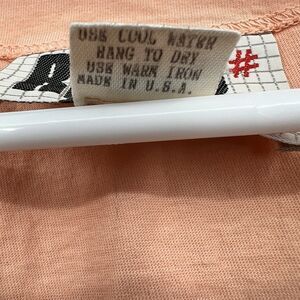 USE COOL WATER
HANG TO DRY
USE WARM IRON
MADE IN U.S.A.
#